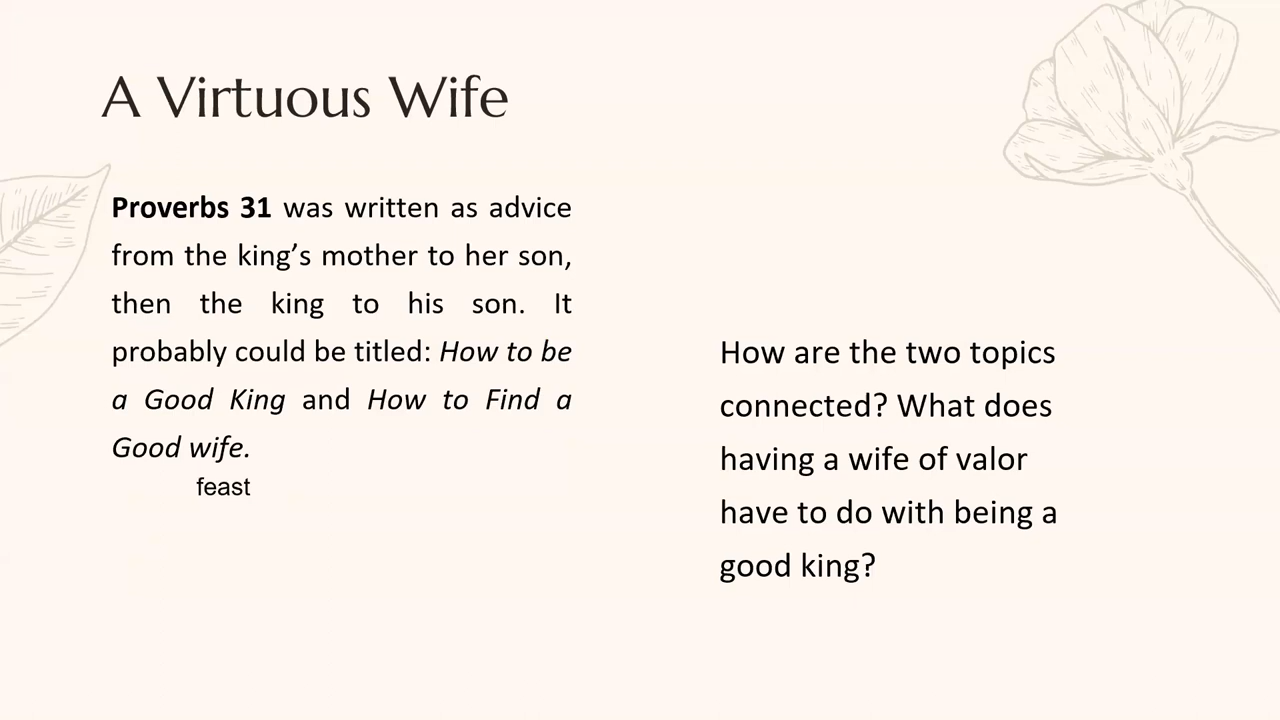 A Virtuous Wife
Proverbs 31 was written as advice
from the king’s mother to her son,
then the king to his son. It
probably could be titled: How to be
a Good King and How to Find a
Good wife.
feast
How are the two topics
connected? What does
having a wife of valor
have to do with being a
good king?